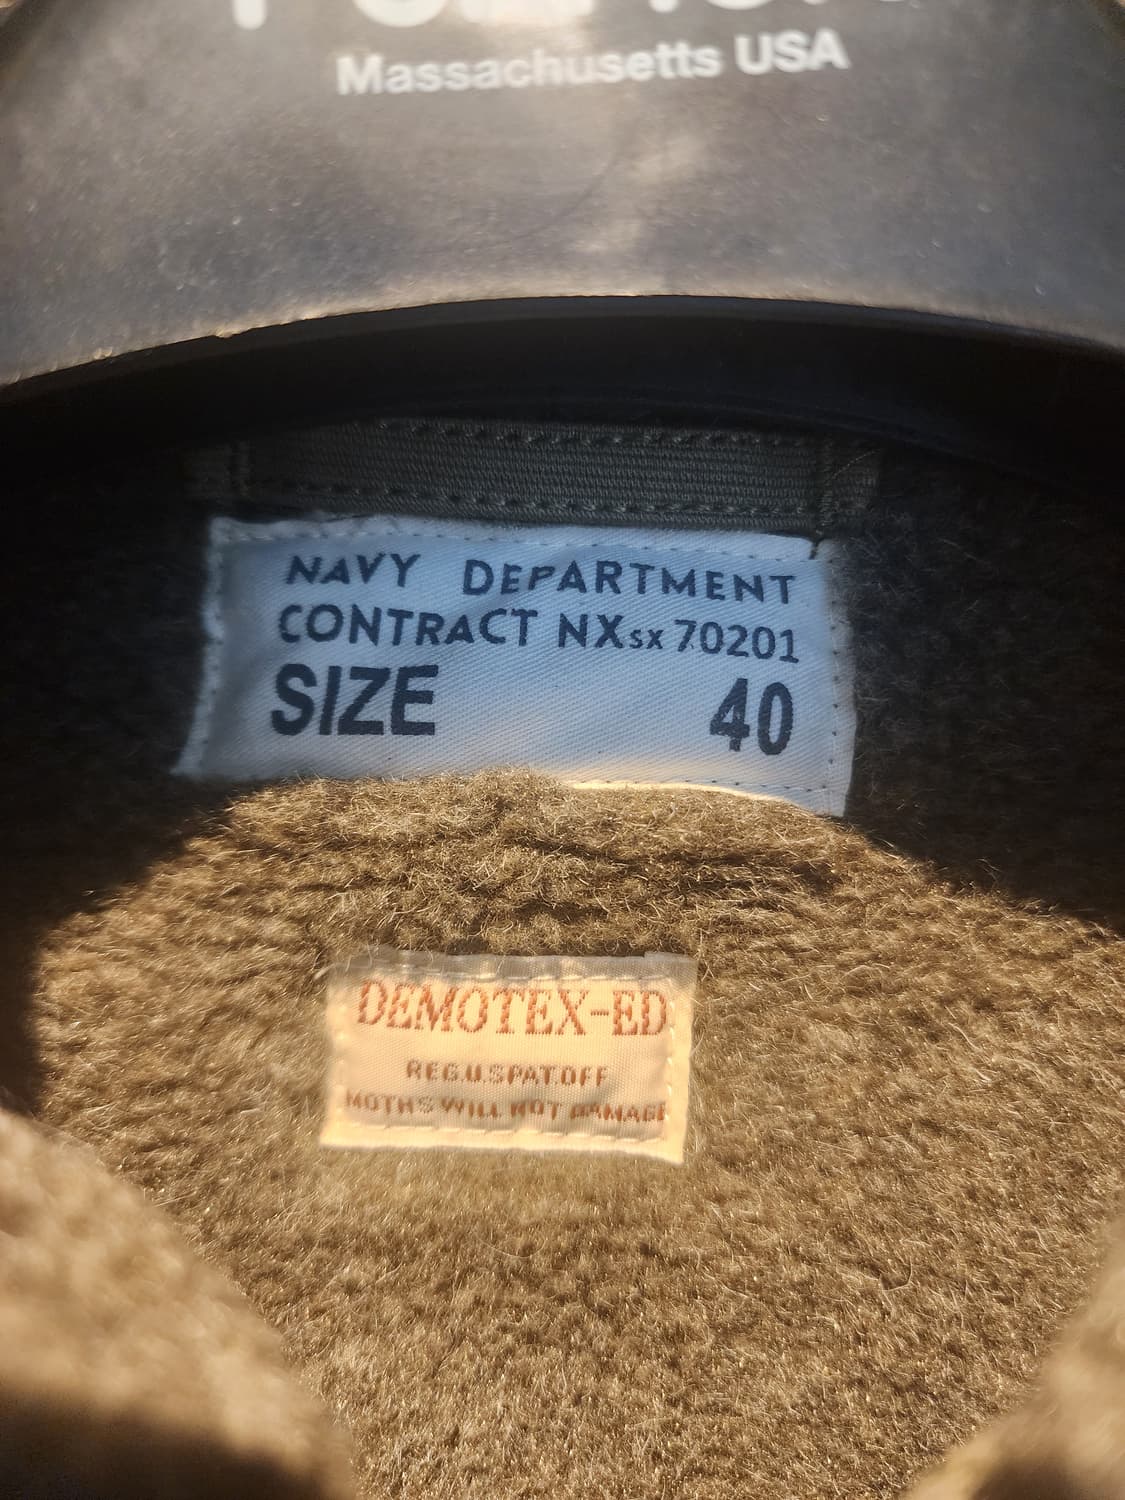 Massachusetts USA
NAVY DEPARTMENT
CONTRACT NXsx 70201
SIZE 40
DEMOTEX-ED
REG.U.S.PAT.OFF
MOTHS WILL NOT DAMAGE